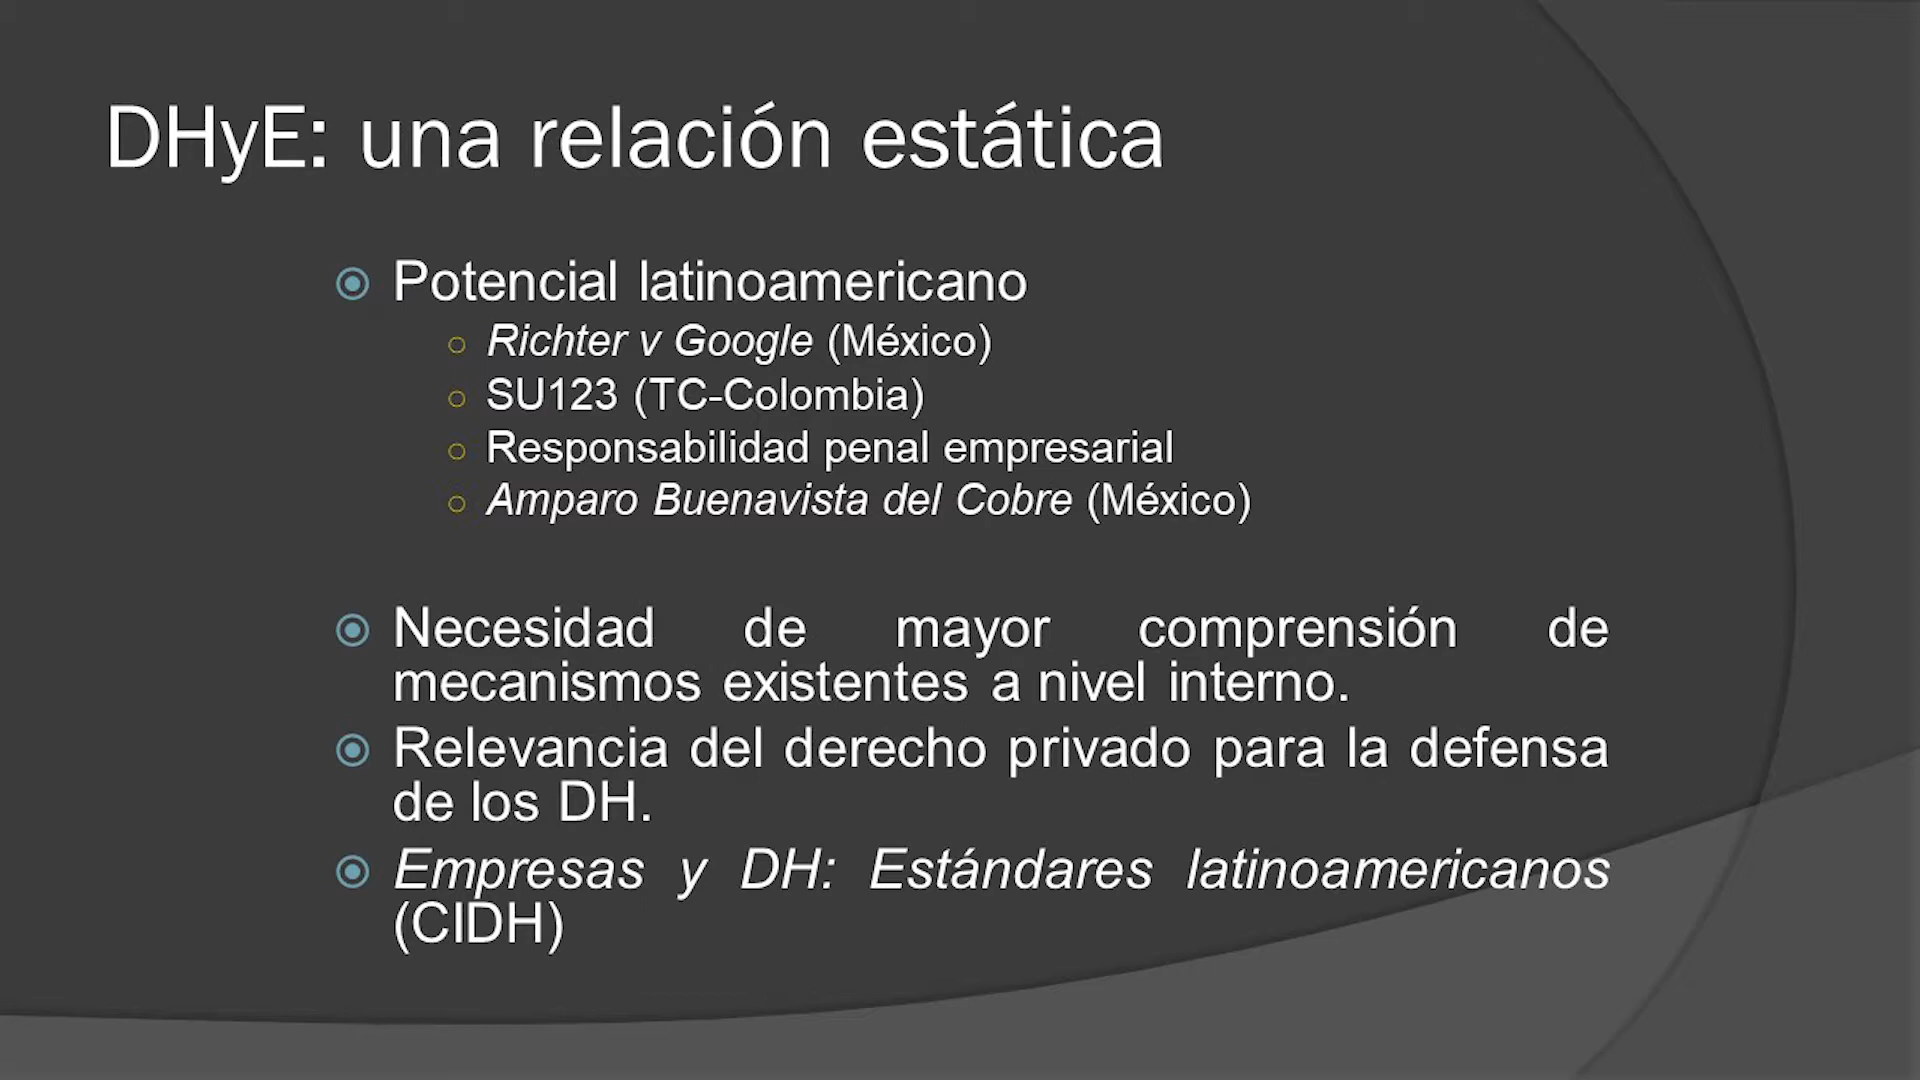 DHyE: una relación estática
Potencial latinoamericano
Richter v Google (México)
SU123 (TC-Colombia)
Responsabilidad penal empresarial
Amparo Buenavista del Cobre (México)
Necesidad de mayor comprensión de
mecanismos existentes a nivel interno.
Relevancia del derecho privado para la defensa
de los DH.
Empresas y DH: Estándares latinoamericanos
(CIDH)